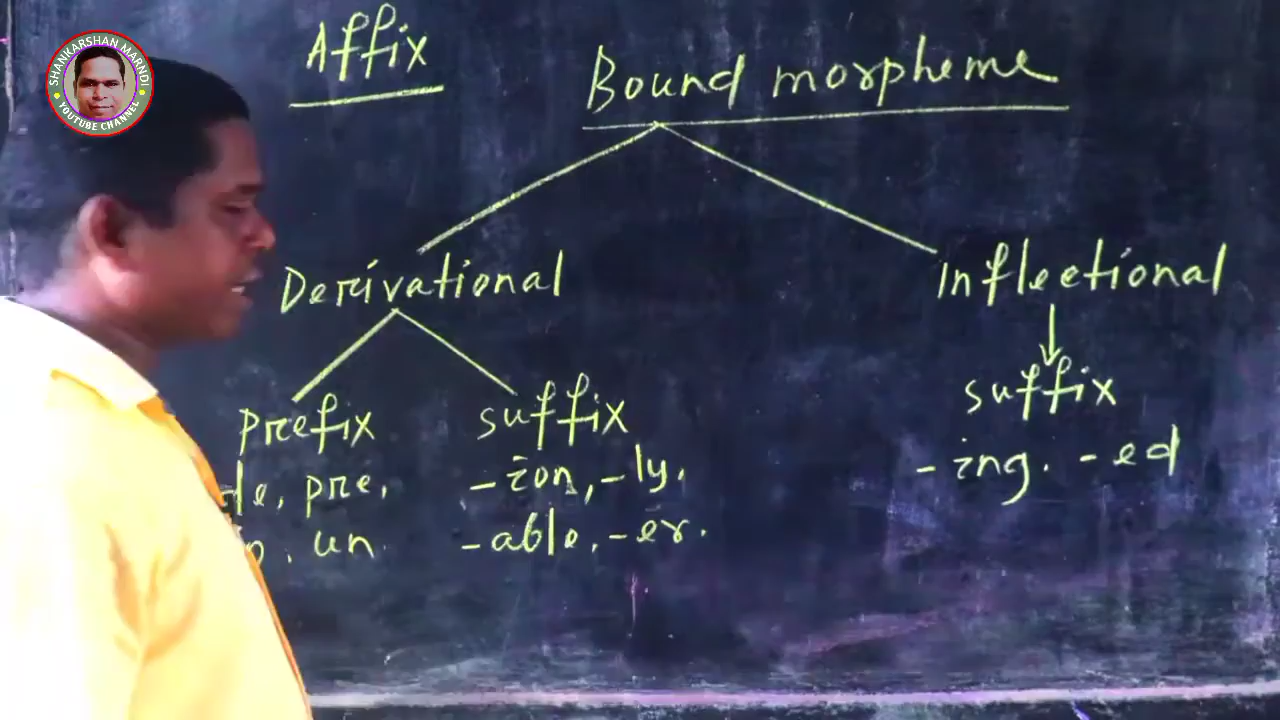 SHANKARSHAN MARNDI
YOUTUBE CHANNEL
Affix
Bound morpheme
Derivational
Inflectional
prefix
suffix
suffix
de, pre,
-ion, -ly.
-ing. -ed
un.
-able, -er.